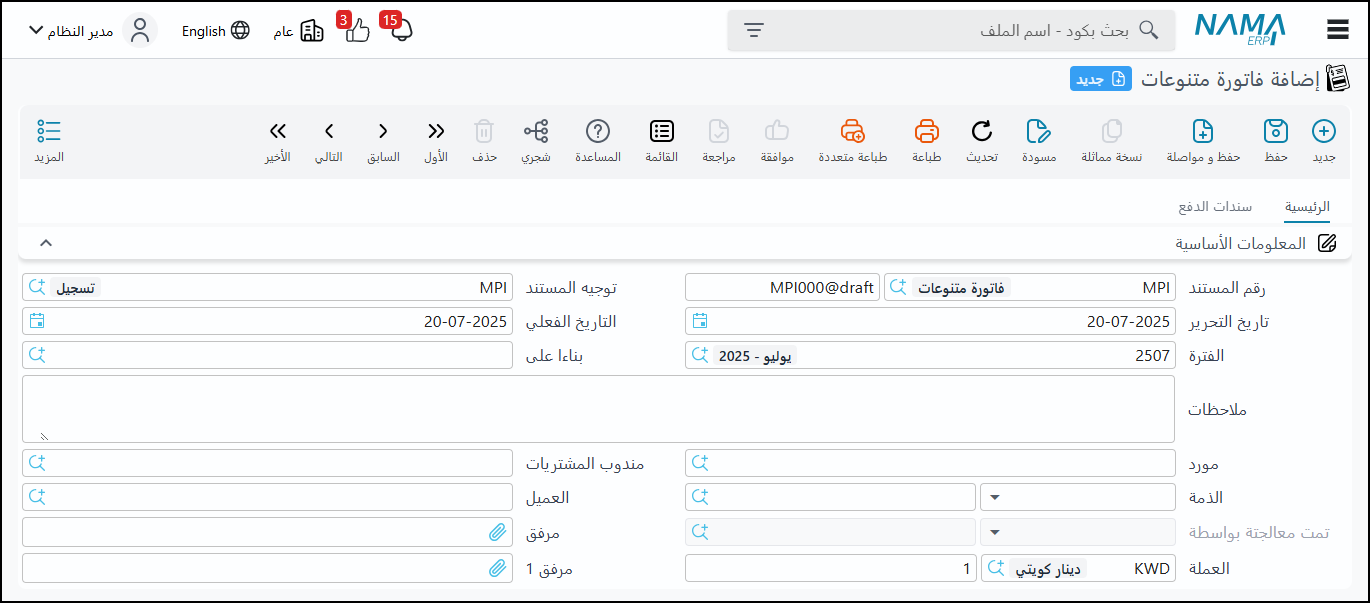 NAMA ERP بحث بكود - اسم الملف 15 3 عام English مدير النظام
إضافة فاتورة متنوعات جديد
جديد حفظ حفظ و مواصلة نسخة مماثلة مسودة تحديث طباعة طباعة متعددة موافقة مراجعة القائمة المساعدة شجري حذف الأول السابق التالي الأخير المزيد
الرئيسية سندات الدفع
المعلومات الأساسية
رقم المستند MPI فاتورة متنوعات MPI000@draft توجيه المستند MPI تسجيل
تاريخ التحرير 20-07-2025 التاريخ الفعلي 20-07-2025
الفترة 2507 يوليو - 2025 بناءا على
ملاحظات
مورد مندوب المشتريات
الذمة العميل
تمت معالجتة بواسطة مرفق
العملة KWD دينار كويتي 1 مرفق 1